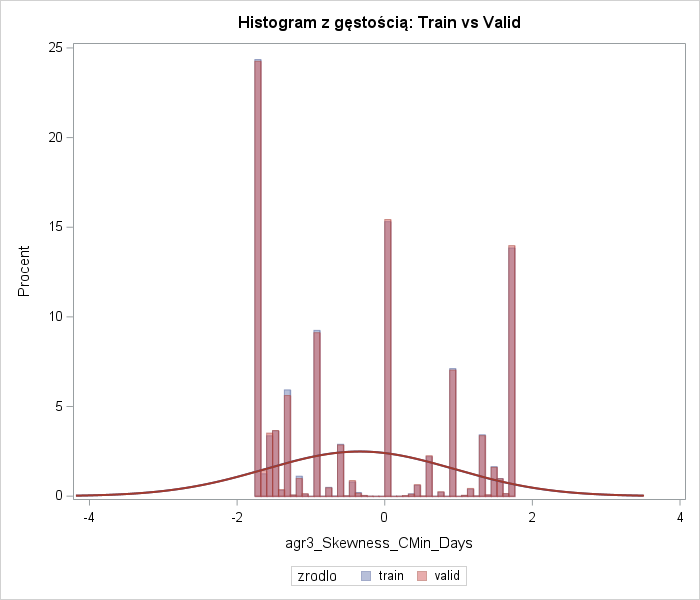 Histogram z gęstością: Train vs Valid
25
20
15
10
5
0
Procent
-4 -2 0 2 4
agr3_Skewness_CMin_Days
zrodlo train valid